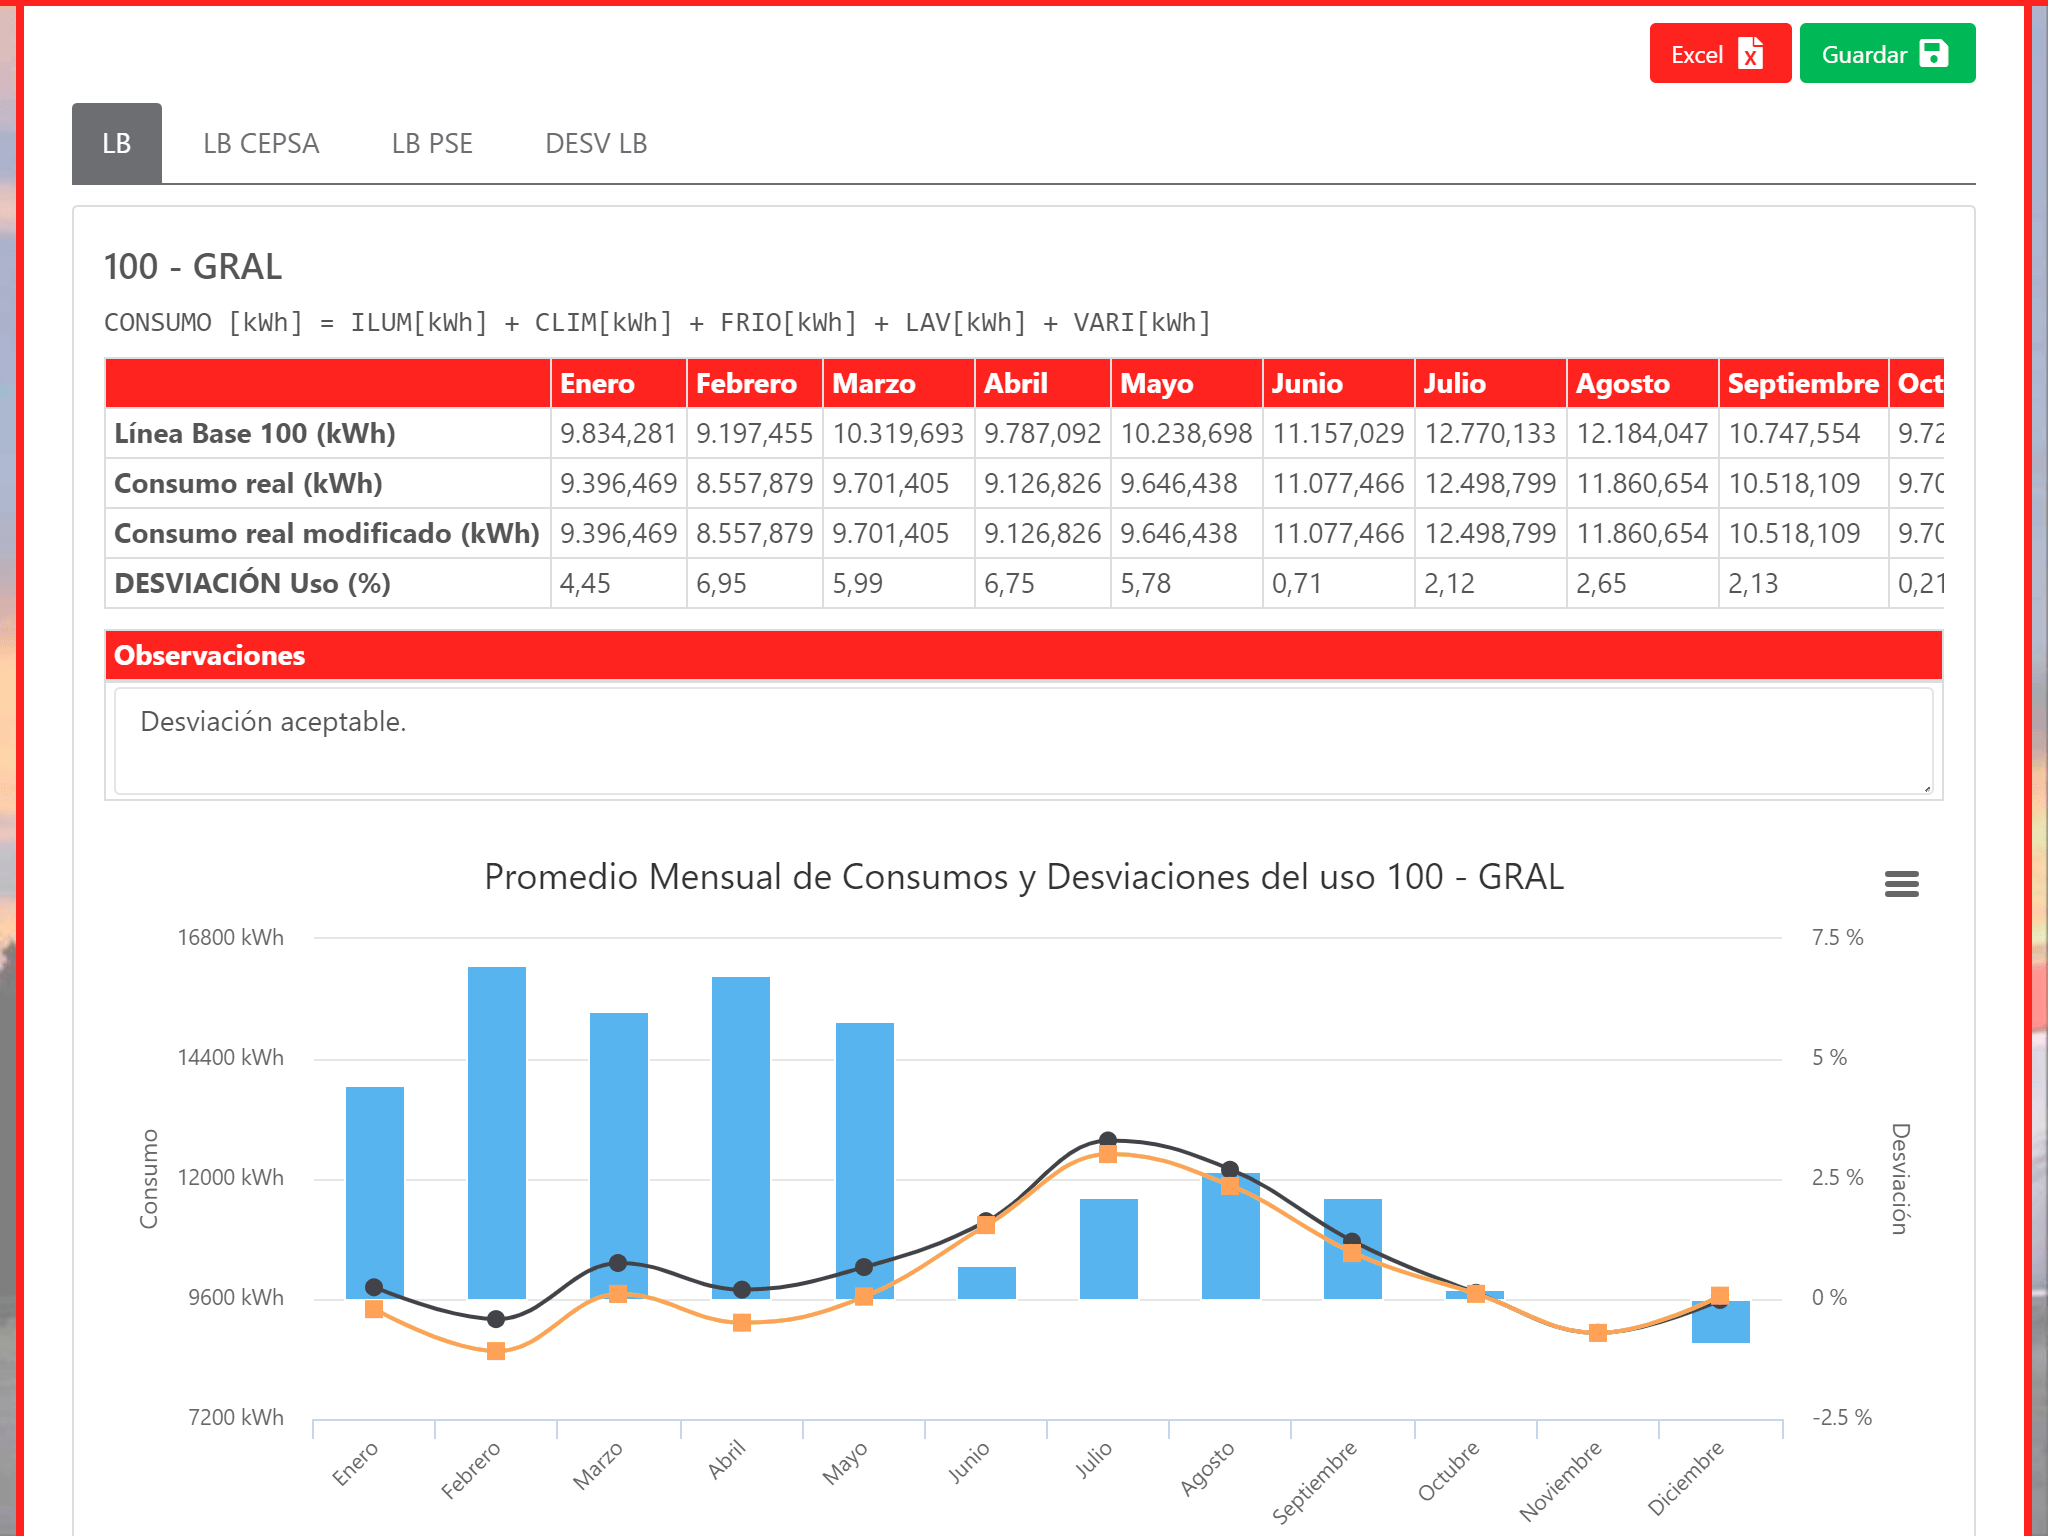 Excel Guardar
LB LB CEPSA LB PSE DESV LB
100 - GRAL
CONSUMO [kWh] = ILUM[kWh] + CLIM[kWh] + FRIO[kWh] + LAV[kWh] + VARI[kWh]
Enero Febrero Marzo Abril Mayo Junio Julio Agosto Septiembre Oct
Línea Base 100 (kWh) 9.834,281 9.197,455 10.319,693 9.787,092 10.238,698 11.157,029 12.770,133 12.184,047 10.747,554 9.72
Consumo real (kWh) 9.396,469 8.557,879 9.701,405 9.126,826 9.646,438 11.077,466 12.498,799 11.860,654 10.518,109 9.70
Consumo real modificado (kWh) 9.396,469 8.557,879 9.701,405 9.126,826 9.646,438 11.077,466 12.498,799 11.860,654 10.518,109 9.70
DESVIACIÓN Uso (%) 4,45 6,95 5,99 6,75 5,78 0,71 2,12 2,65 2,13 0,21
Observaciones
Desviación aceptable.
Promedio Mensual de Consumos y Desviaciones del uso 100 - GRAL
16800 kWh 7.5 %
14400 kWh 5 %
12000 kWh 2.5 %
9600 kWh 0 %
7200 kWh -2.5 %
Consumo
Desviación
Enero Febrero Marzo Abril Mayo Junio Julio Agosto Septiembre Octubre Noviembre Diciembre